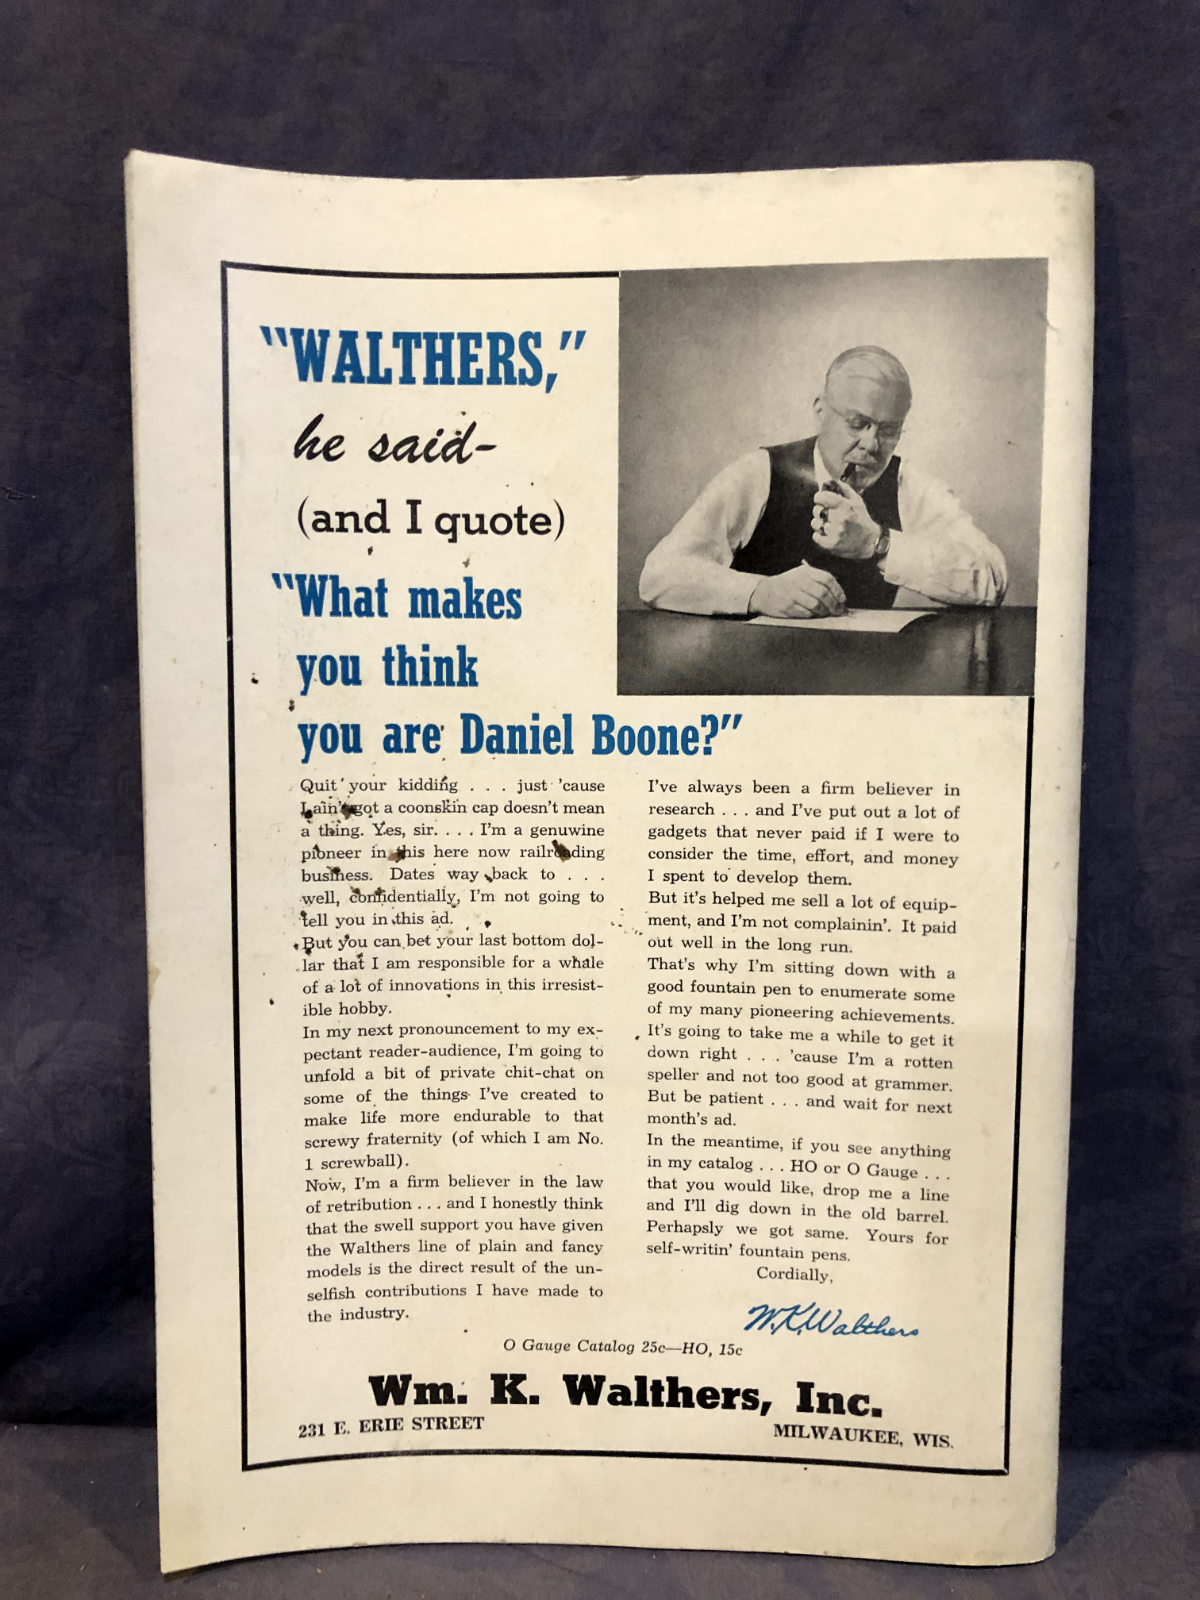 "WALTHERS,"
he said-
(and I quote)
"What makes
you think
you are Daniel Boone?"
Quit your kidding . . . just 'cause
I ain't got a coonskin cap doesn't mean
a thing. Yes, sir. . . . I'm a genuwine
pioneer in this here now railroading
business. Dates way back to . . .
well, confidentially, I'm not going to
tell you in this ad.
But you can bet your last bottom dol-
lar that I am responsible for a whale
of a lot of innovations in this irresist-
ible hobby.
In my next pronouncement to my ex-
pectant reader-audience, I'm going to
unfold a bit of private chit-chat on
some of the things I've created to
make life more endurable to that
screwy fraternity (of which I am No.
1 screwball).
Now, I'm a firm believer in the law
of retribution . . . and I honestly think
that the swell support you have given
the Walthers line of plain and fancy
models is the direct result of the un-
selfish contributions I have made to
the industry.
I've always been a firm believer in
research . . . and I've put out a lot of
gadgets that never paid if I were to
consider the time, effort, and money
I spent to develop them.
But it's helped me sell a lot of equip-
ment, and I'm not complainin'. It paid
out well in the long run.
That's why I'm sitting down with a
good fountain pen to enumerate some
of my many pioneering achievements.
It's going to take me a while to get it
down right . . . 'cause I'm a rotten
speller and not too good at grammer.
But be patient . . . and wait for next
month's ad.
In the meantime, if you see anything
in my catalog . . . HO or O Gauge . . .
that you would like, drop me a line
and I'll dig down in the old barrel.
Perhapsly we got same. Yours for
self-writin' fountain pens.
Cordially,
W.K. Walthers
O Gauge Catalog 25c—HO, 15c
Wm. K. Walthers, Inc.
231 E. ERIE STREET MILWAUKEE, WIS.